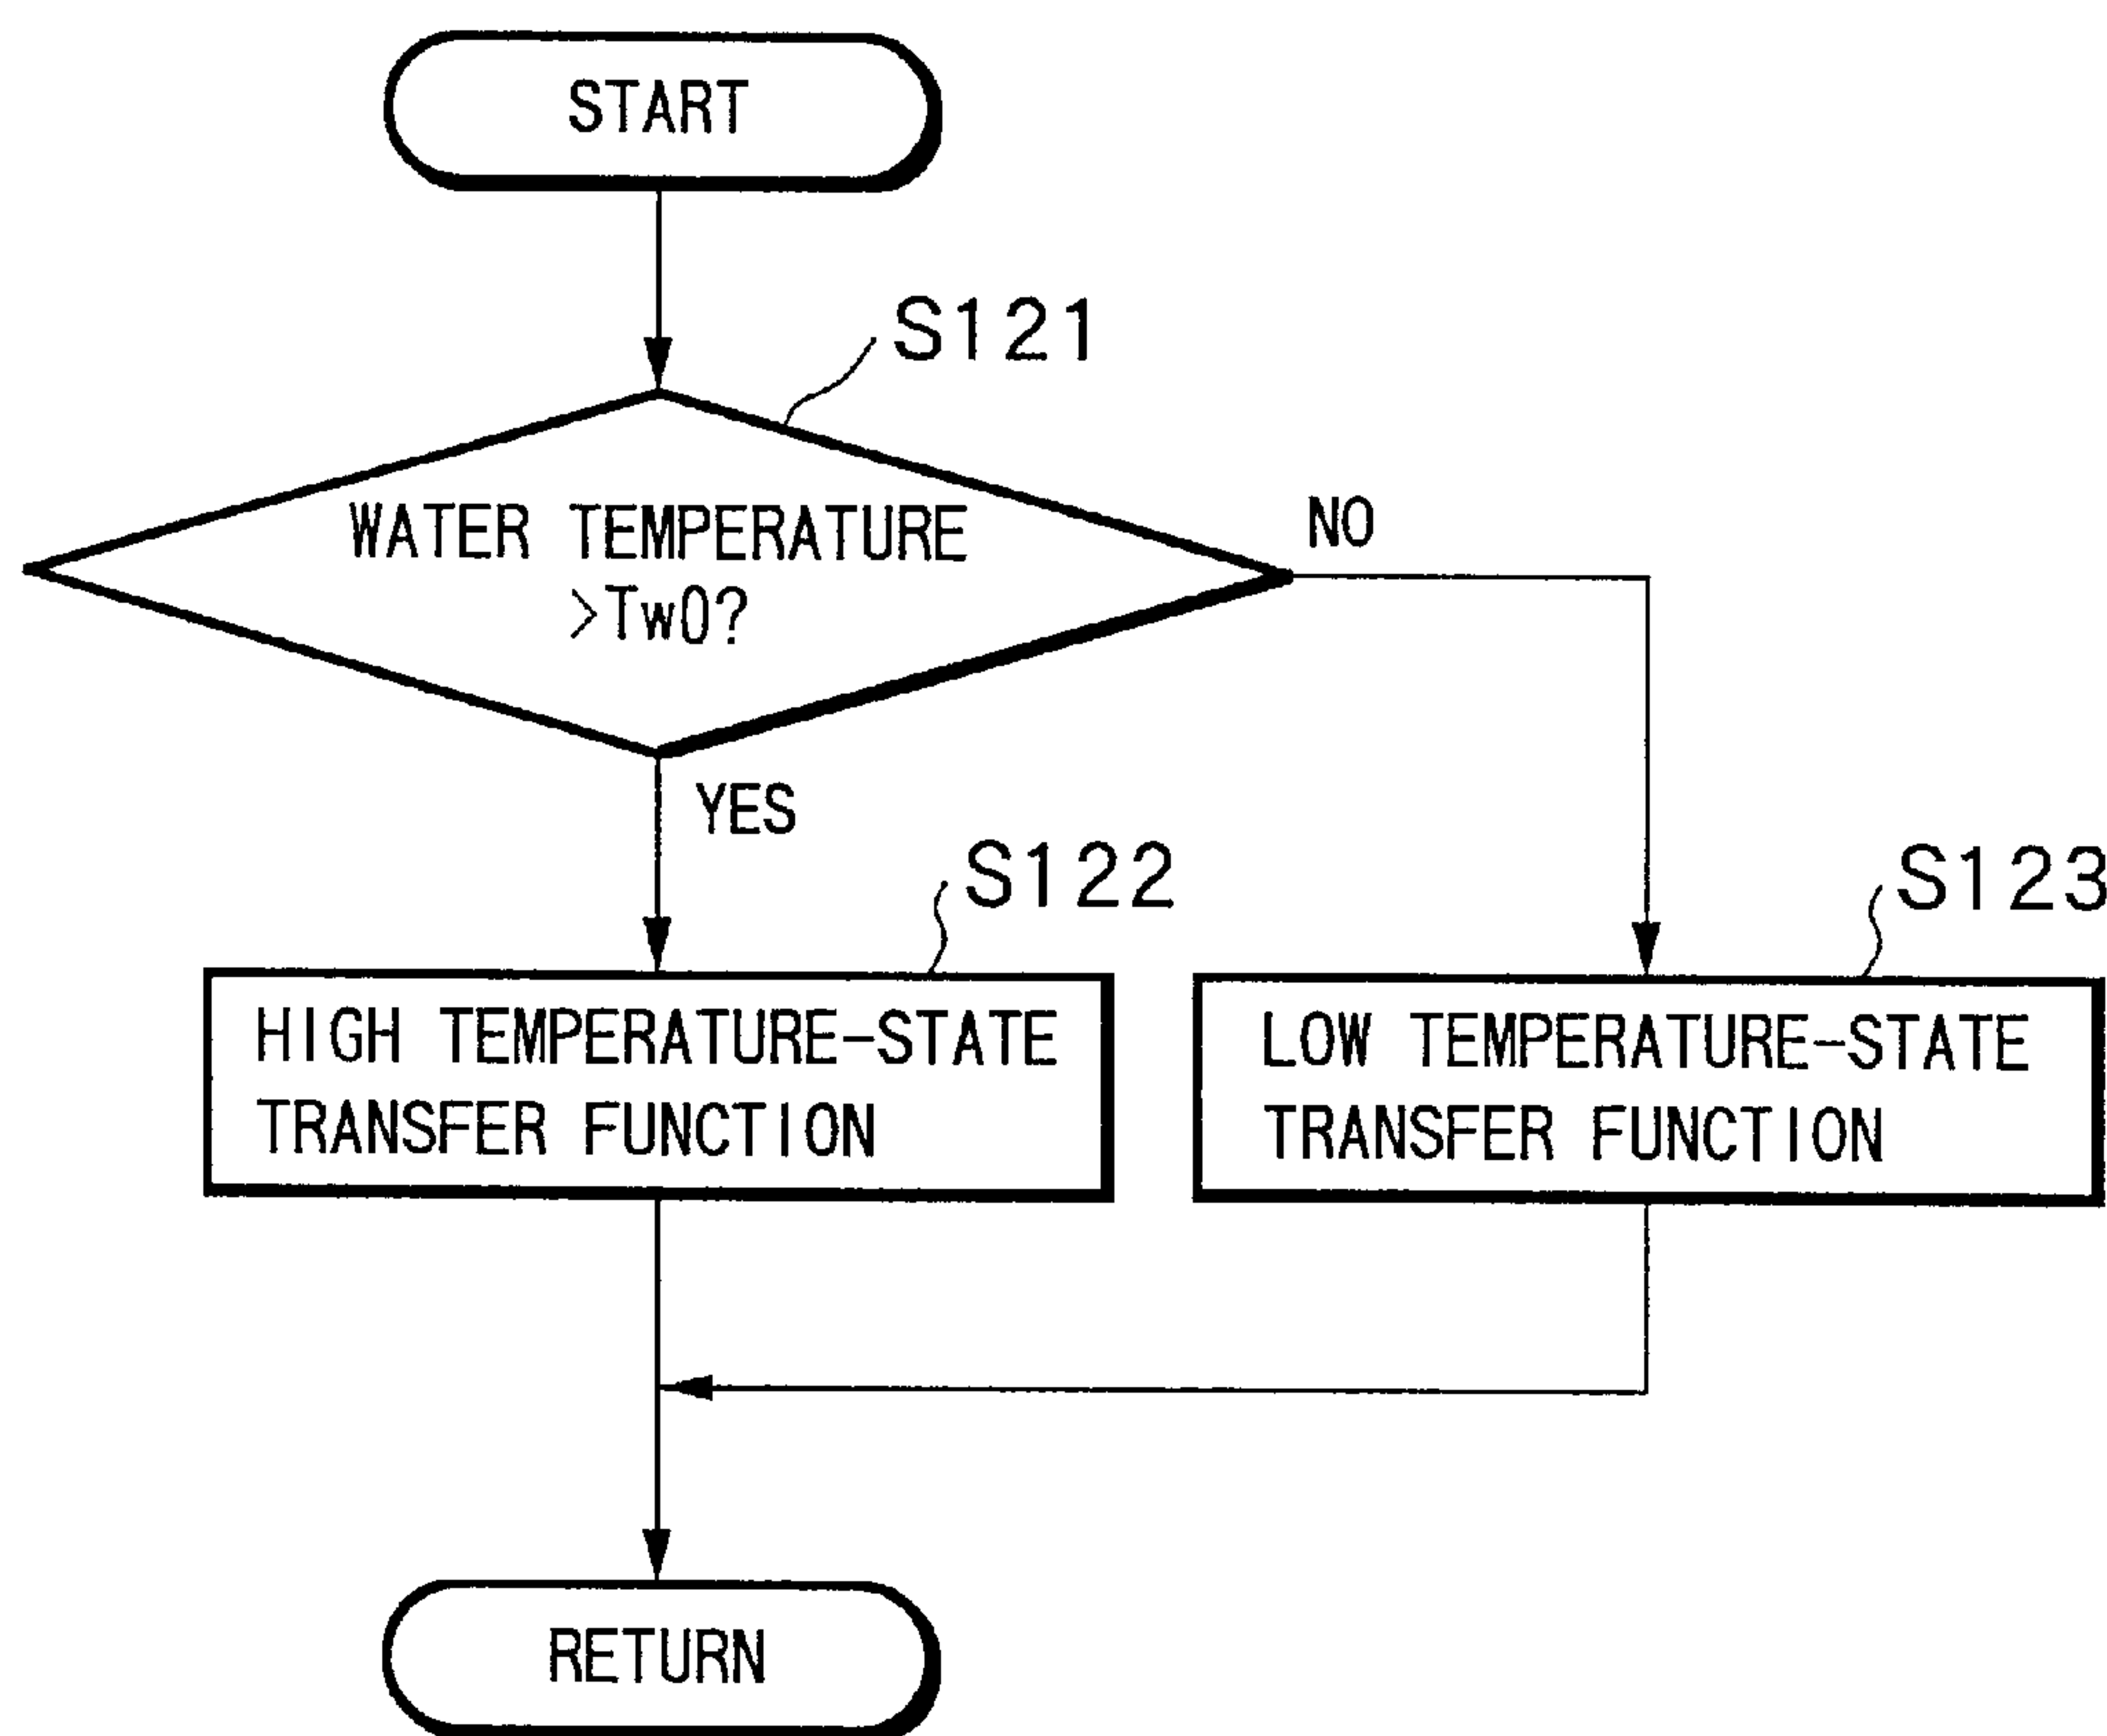 START
S121
WATER TEMPERATURE
>Tw0?
NO
YES
S122
S123
HIGH TEMPERATURE-STATE
TRANSFER FUNCTION
LOW TEMPERATURE-STATE
TRANSFER FUNCTION
RETURN